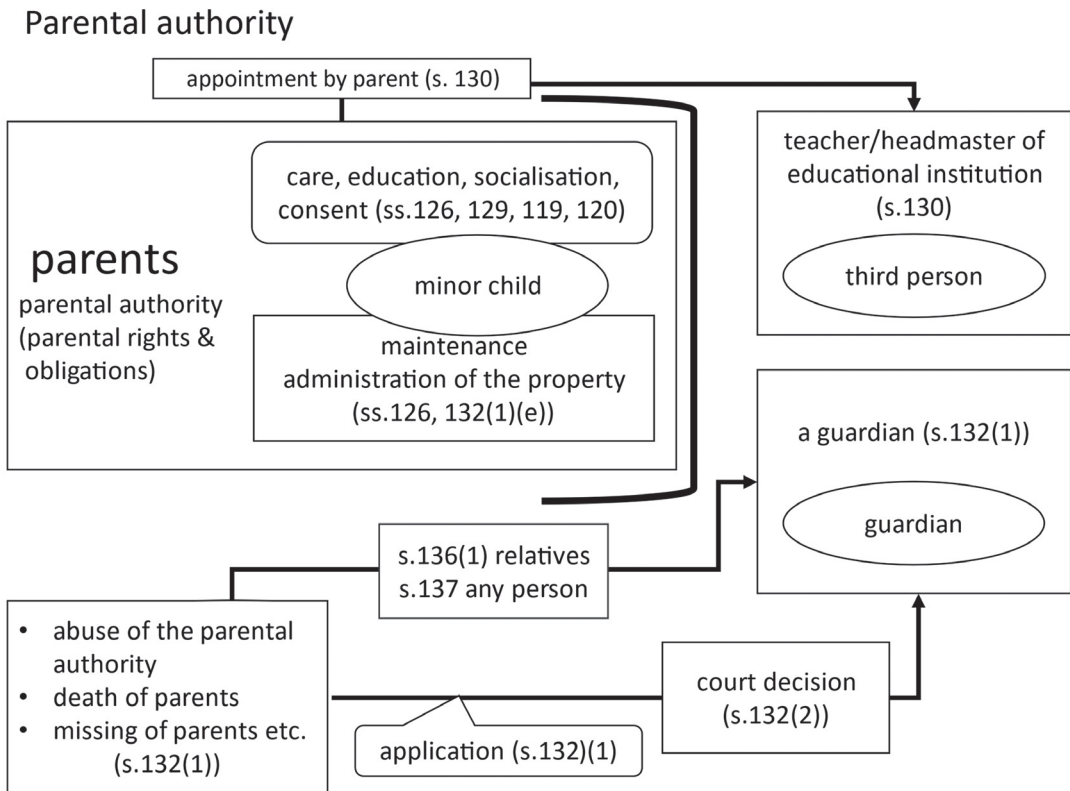 Parental authority
appointment by parent (s. 130)
care, education, socialisation,
consent (ss.126, 129, 119, 120)
parents
parental authority
(parental rights &
obligations)
minor child
maintenance
administration of the property
(ss.126, 132(1)(e))
teacher/headmaster of
educational institution
(s.130)
third person
a guardian (s.132(1))
guardian
s.136(1) relatives
s.137 any person
• abuse of the parental
authority
• death of parents
• missing of parents etc.
(s.132(1))
application (s.132)(1)
court decision
(s.132(2))